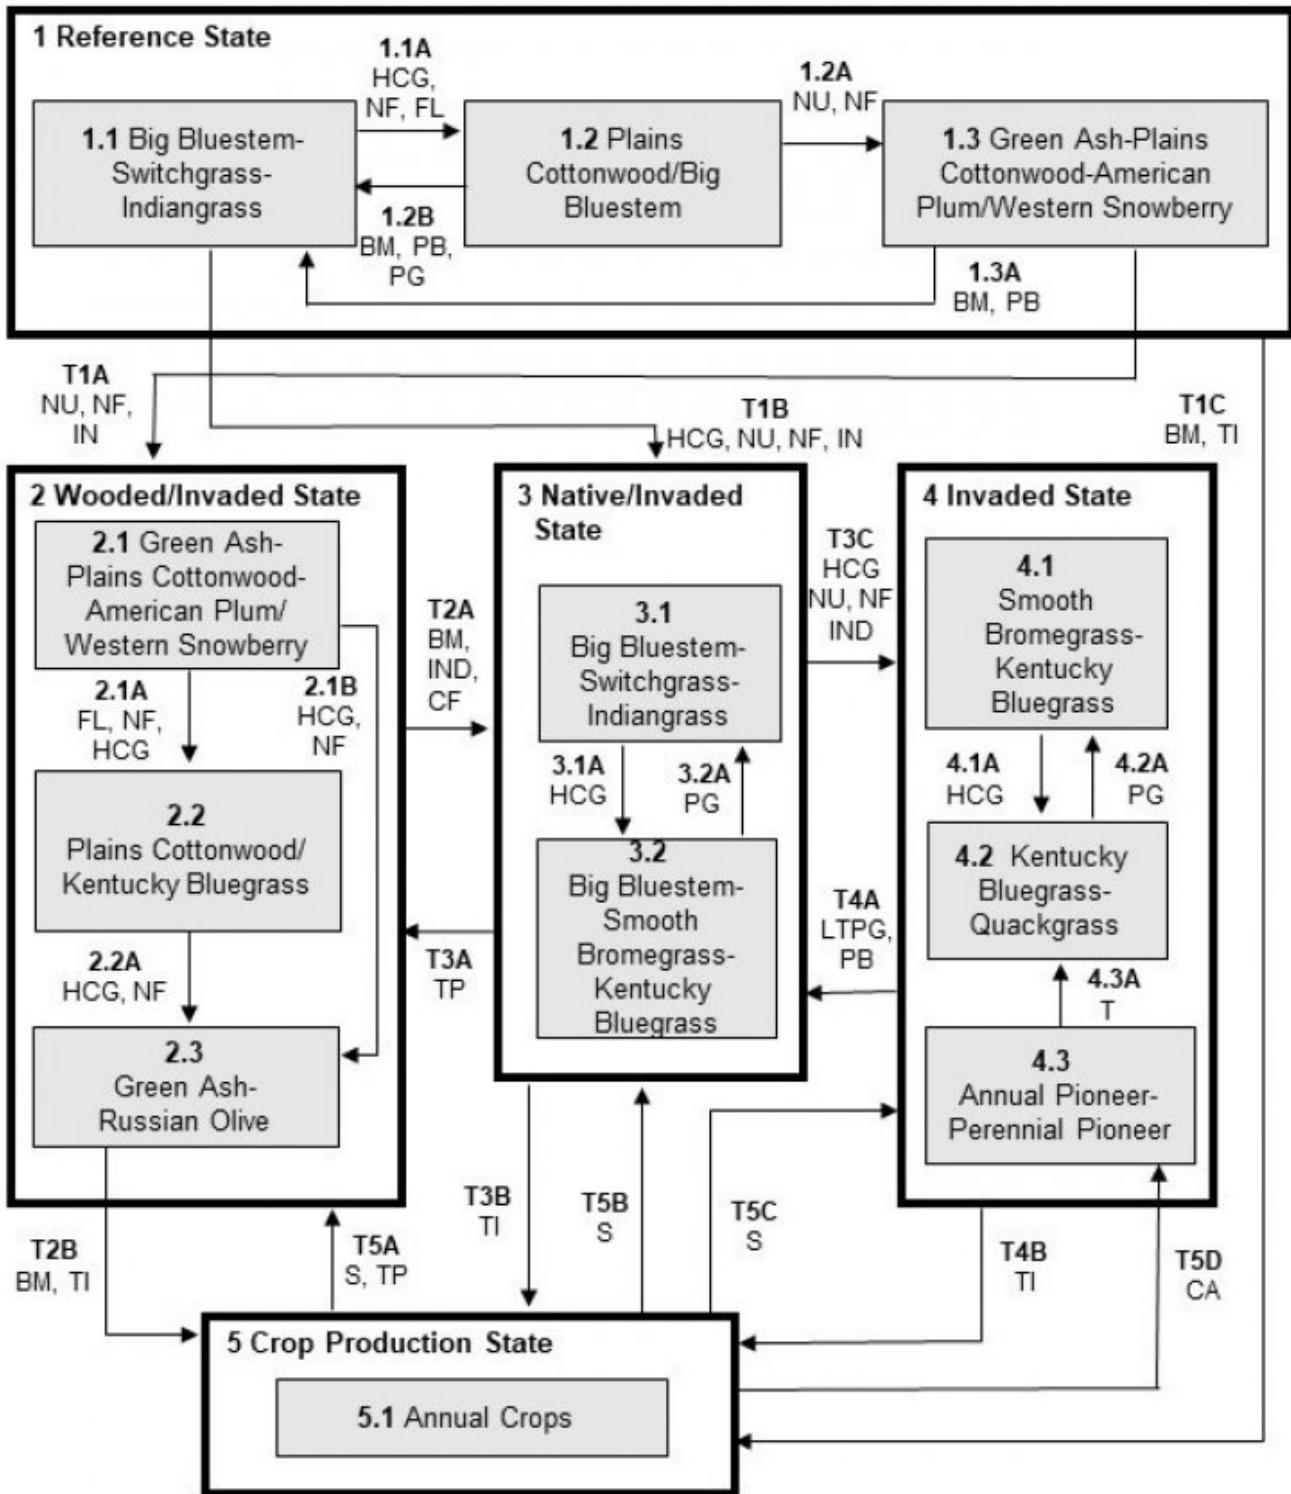 1 Reference State
1.1A
HCG,
NF, FL
1.2A
NU, NF
1.1 Big Bluestem-
Switchgrass-
Indiangrass
1.2 Plains
Cottonwood/Big
Bluestem
1.3 Green Ash-Plains
Cottonwood-American
Plum/Western Snowberry
1.2B
BM, PB,
PG
1.3A
BM, PB
T1A
NU, NF,
IN
T1B
HCG, NU, NF, IN
T1C
BM, TI
2 Wooded/Invaded State
2.1 Green Ash-
Plains Cottonwood-
American Plum/
Western Snowberry
2.1A
FL, NF,
HCG
2.1B
HCG,
NF
2.2
Plains Cottonwood/
Kentucky Bluegrass
2.2A
HCG, NF
2.3
Green Ash-
Russian Olive
T2A
BM,
IND,
CF
T3A
TP
3 Native/Invaded
State
3.1
Big Bluestem-
Switchgrass-
Indiangrass
3.1A
HCG
3.2A
PG
3.2
Big Bluestem-
Smooth
Bromegrass-
Kentucky
Bluegrass
T3C
HCG
NU, NF
IND
T4A
LTPG,
PB
4 Invaded State
4.1
Smooth
Bromegrass-
Kentucky
Bluegrass
4.1A
HCG
4.2A
PG
4.2 Kentucky
Bluegrass-
Quackgrass
4.3A
T
4.3
Annual Pioneer-
Perennial Pioneer
T2B
BM, TI
T5A
S, TP
T3B
TI
T5B
S
T5C
S
T4B
TI
T5D
CA
5 Crop Production State
5.1 Annual Crops